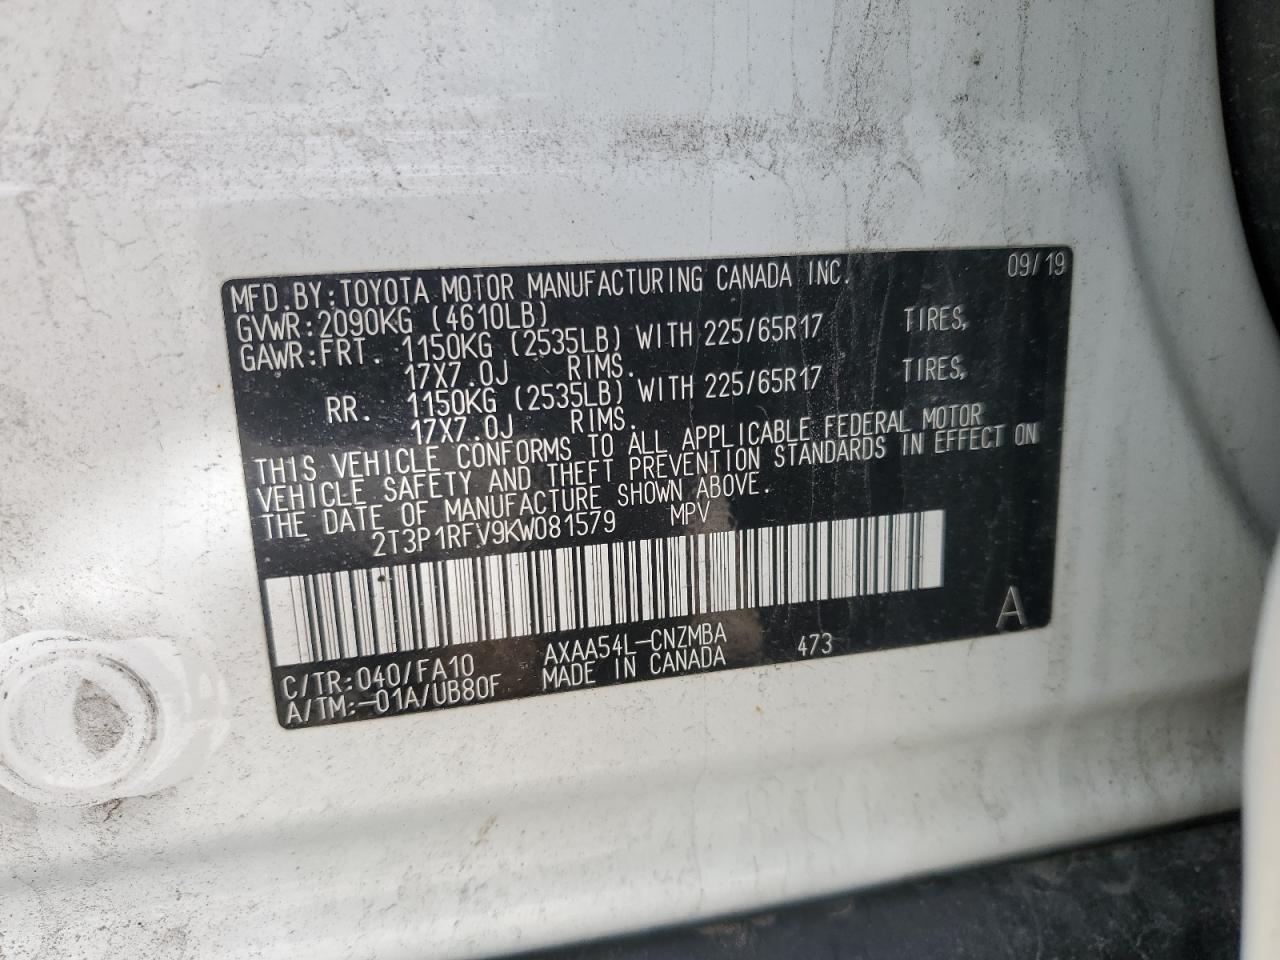 MFD.BY:TOYOTA MOTOR MANUFACTURING CANADA INC. 09/19
GVWR:2090KG (4610LB)
GAWR:FRT. 1150KG (2535LB) WITH 225/65R17 TIRES,
17X7.0J RIMS.
RR. 1150KG (2535LB) WITH 225/65R17 TIRES,
17X7.0J RIMS.
THIS VEHICLE CONFORMS TO ALL APPLICABLE FEDERAL MOTOR
VEHICLE SAFETY AND THEFT PREVENTION STANDARDS IN EFFECT ON
THE DATE OF MANUFACTURE SHOWN ABOVE.
2T3P1RFV9KW081579 MPV
C/TR:040/FA10 AXAA54L-CNZMBA 473 A
A/TM:-01A/UB80F MADE IN CANADA